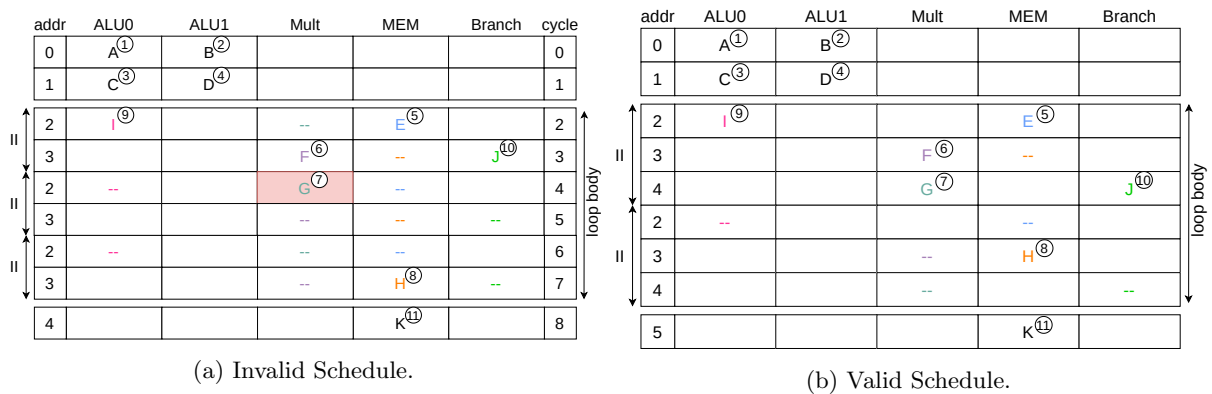 addr ALU0 ALU1 Mult MEM Branch cycle
0 A① B② 0
1 C③ D④ 1
2 I⑨ -- E⑤ 2
3 F⑥ -- J⑩ 3
2 -- G⑦ -- 4
3 -- -- -- 5
2 -- -- -- 6
3 -- H⑧ -- 7
4 K⑪ 8
II
II
II
loop body
(a) Invalid Schedule.
addr ALU0 ALU1 Mult MEM Branch
0 A① B②
1 C③ D④
2 I⑨ E⑤
3 F⑥ --
4 G⑦ J⑩
2 -- --
3 -- H⑧
4 -- --
5 K⑪
II
II
loop body
(b) Valid Schedule.